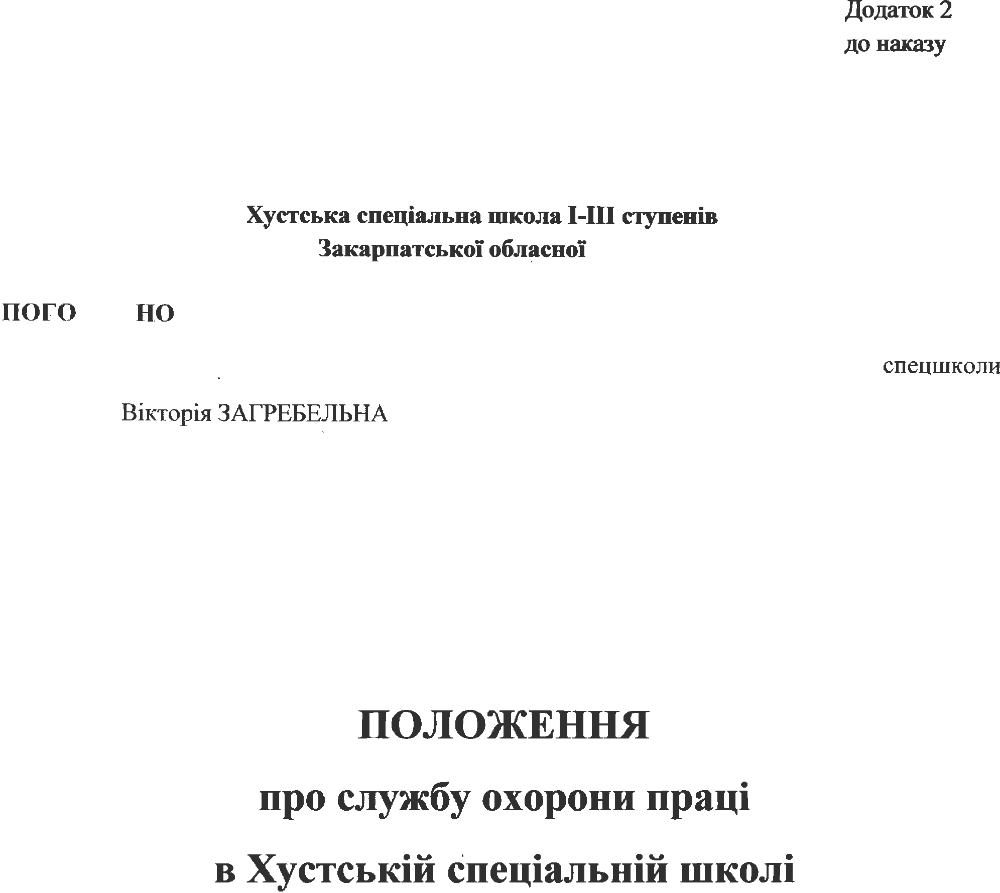 Додаток 2
до наказу
Хустська спеціальна школа І-ІІІ ступенів
Закарпатської обласної
ПОГО НО
спецшколи
Вікторія ЗАГРЕБЕЛЬНА
ПОЛОЖЕННЯ
про службу охорони праці
в Хустській спеціальній школі